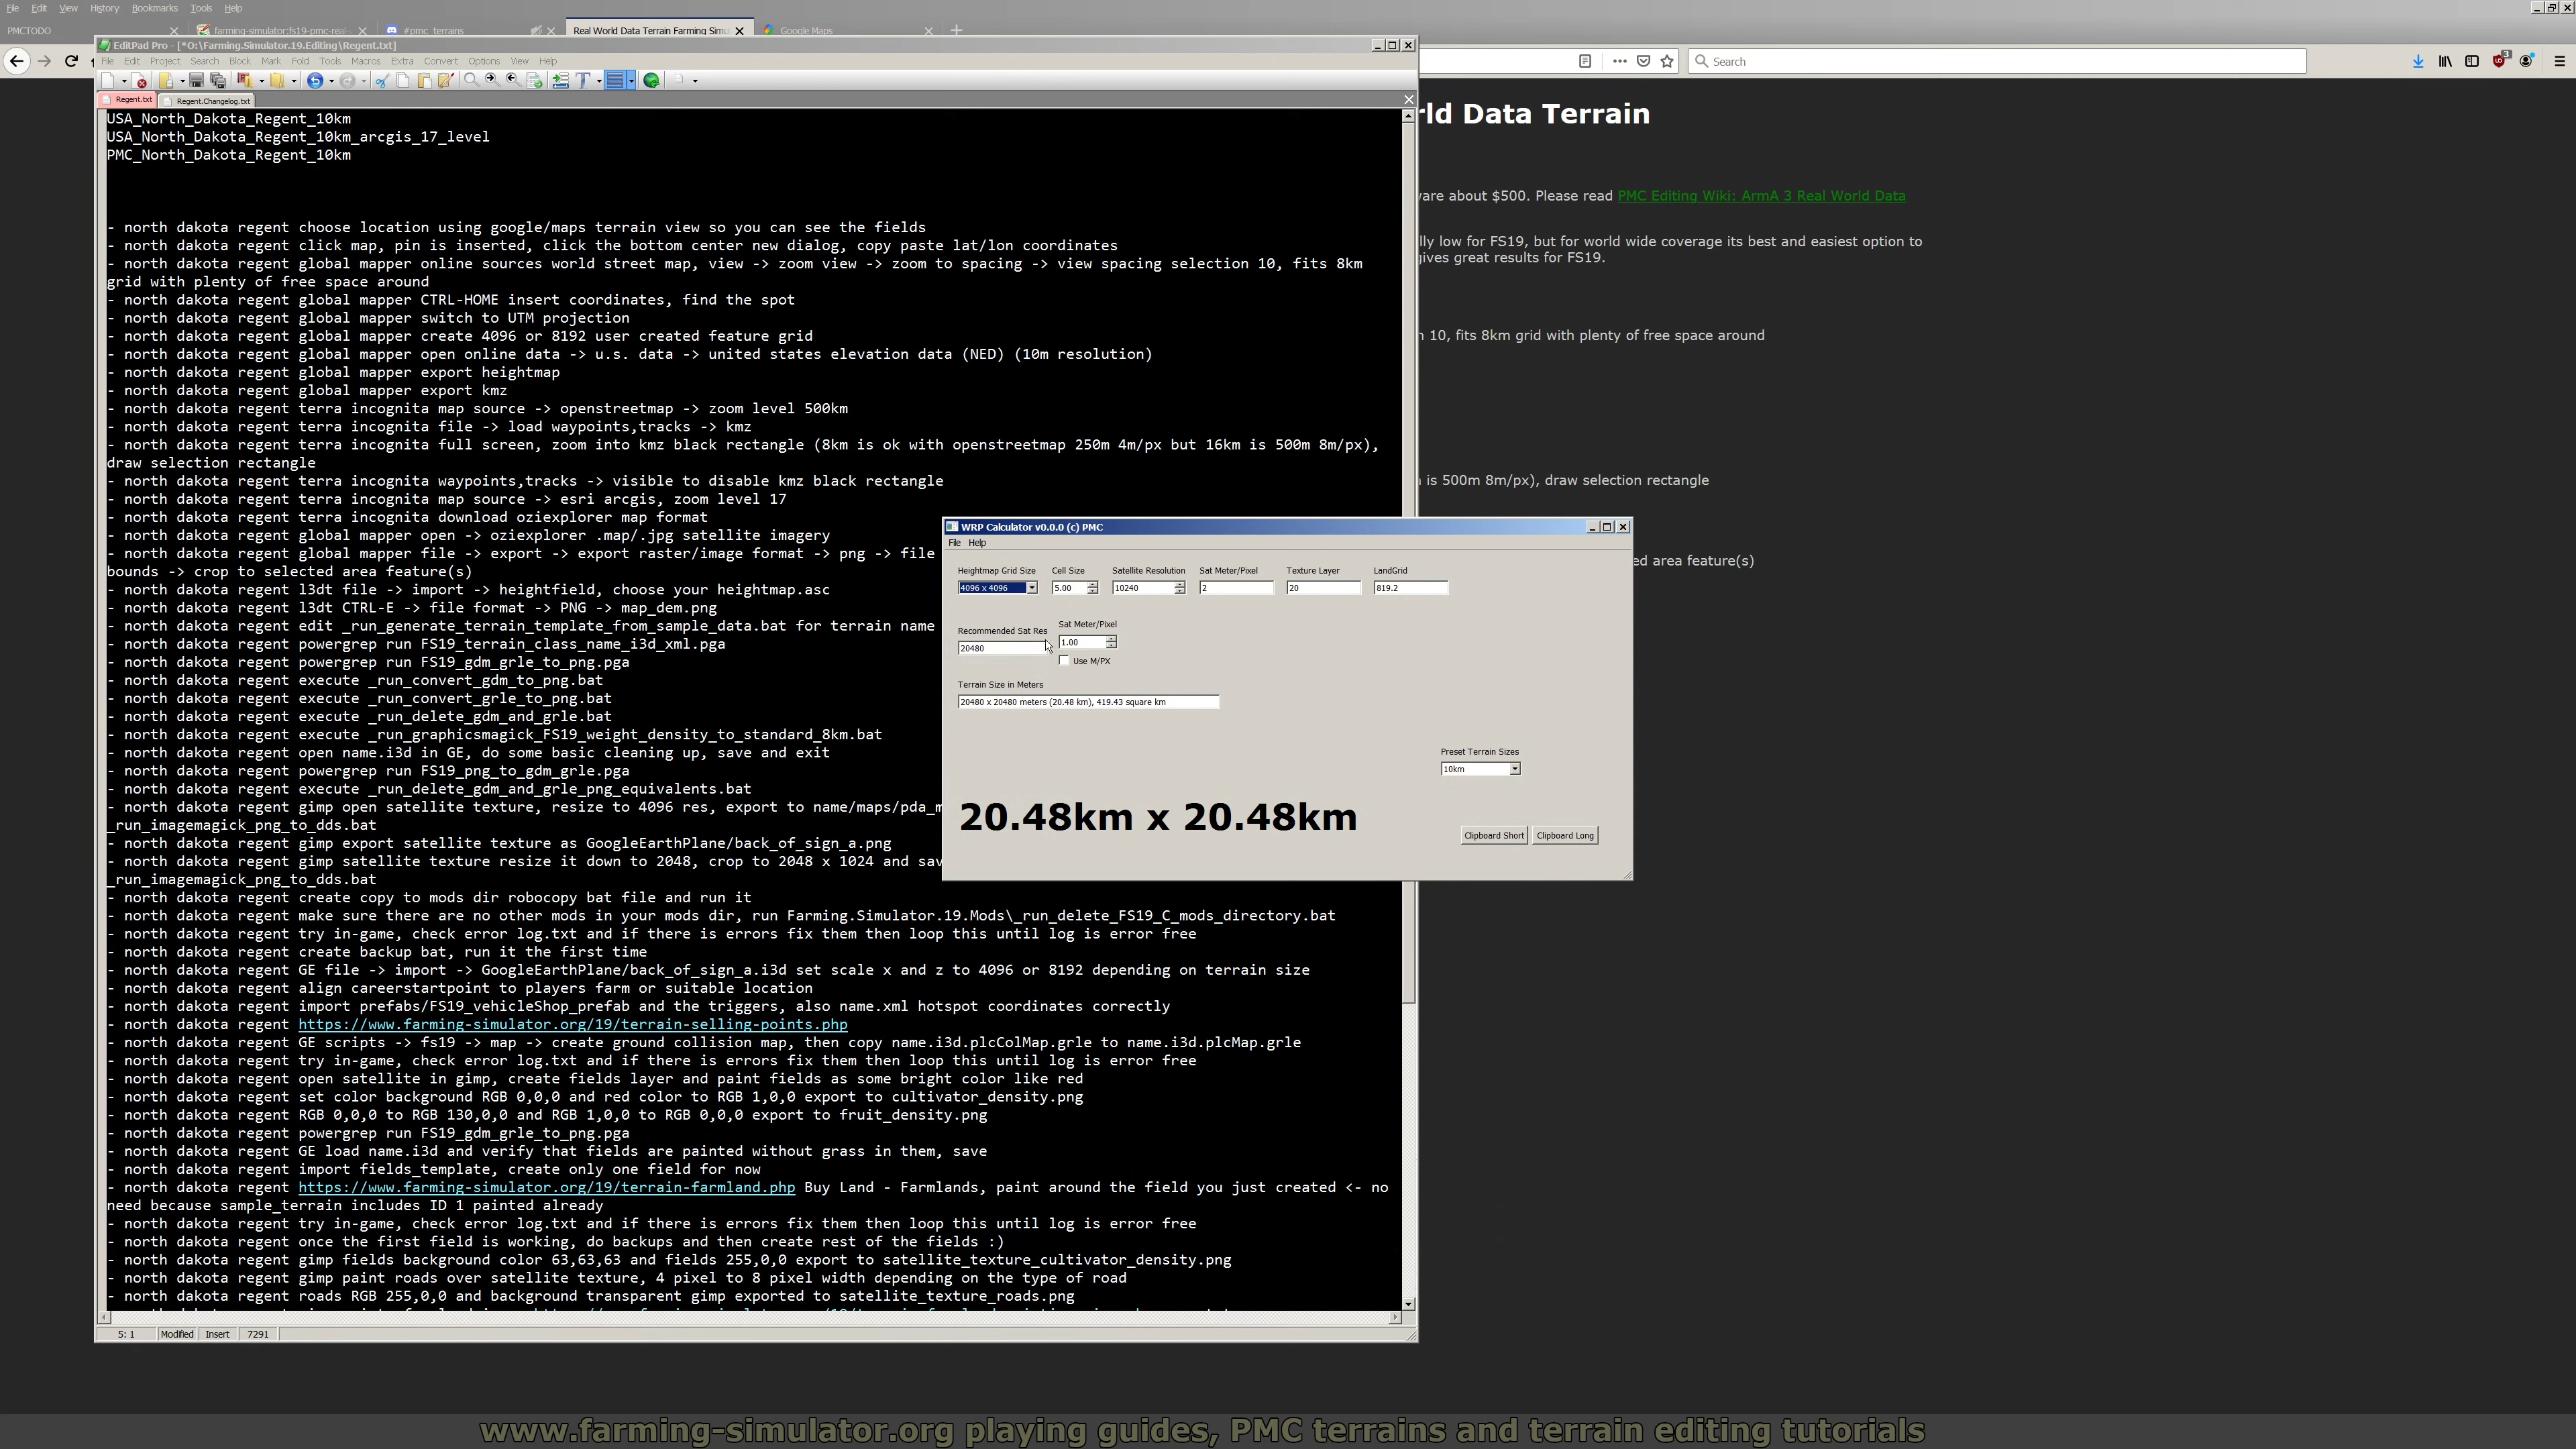 File Edit View History Bookmarks Tools Help
PMCTODO farming-simulator:fs19-pmc-real #pmc_terrains Real World Data Terrain Farming Simu Google Maps
EditPad Pro - [*O:\Farming.Simulator.19.Editing\Regent.txt]
File Edit Project Search Block Mark Fold Tools Macros Extra Convert Options View Help
Search
Regent.txt Regent.Changelog.txt
USA_North_Dakota_Regent_10km
USA_North_Dakota_Regent_10km_arcgis_17_level
PMC_North_Dakota_Regent_10km
- north dakota regent choose location using google/maps terrain view so you can see the fields
- north dakota regent click map, pin is inserted, click the bottom center new dialog, copy paste lat/lon coordinates
- north dakota regent global mapper online sources world street map, view -> zoom view -> zoom to spacing -> view spacing selection 10, fits 8km
grid with plenty of free space around
- north dakota regent global mapper CTRL-HOME insert coordinates, find the spot
- north dakota regent global mapper switch to UTM projection
- north dakota regent global mapper create 4096 or 8192 user created feature grid
- north dakota regent global mapper open online data -> u.s. data -> united states elevation data (NED) (10m resolution)
- north dakota regent global mapper export heightmap
- north dakota regent global mapper export kmz
- north dakota regent terra incognita map source -> openstreetmap -> zoom level 500km
- north dakota regent terra incognita file -> load waypoints,tracks -> kmz
- north dakota regent terra incognita full screen, zoom into kmz black rectangle (8km is ok with openstreetmap 250m 4m/px but 16km is 500m 8m/px),
draw selection rectangle
- north dakota regent terra incognita waypoints,tracks -> visible to disable kmz black rectangle
- north dakota regent terra incognita map source -> esri arcgis, zoom level 17
- north dakota regent terra incognita download oziexplorer map format
- north dakota regent global mapper open -> oziexplorer .map/.jpg satellite imagery
- north dakota regent global mapper file -> export -> export raster/image format -> png -> file
bounds -> crop to selected area feature(s)
- north dakota regent l3dt file -> import -> heightfield, choose your heightmap.asc
- north dakota regent l3dt CTRL-E -> file format -> PNG -> map_dem.png
- north dakota regent edit _run_generate_terrain_template_from_sample_data.bat for terrain name
- north dakota regent powergrep run FS19_terrain_class_name_i3d_xml.pga
- north dakota regent powergrep run FS19_gdm_grle_to_png.pga
- north dakota regent execute _run_convert_gdm_to_png.bat
- north dakota regent execute _run_convert_grle_to_png.bat
- north dakota regent execute _run_delete_gdm_and_grle.bat
- north dakota regent execute _run_graphicsmagick_FS19_weight_density_to_standard_8km.bat
- north dakota regent open name.i3d in GE, do some basic cleaning up, save and exit
- north dakota regent powergrep run FS19_png_to_gdm_grle.pga
- north dakota regent execute _run_delete_gdm_and_grle_png_equivalents.bat
- north dakota regent gimp open satellite texture, resize to 4096 res, export to name/maps/pda_m
_run_imagemagick_png_to_dds.bat
- north dakota regent gimp export satellite texture as GoogleEarthPlane/back_of_sign_a.png
- north dakota regent gimp satellite texture resize it down to 2048, crop to 2048 x 1024 and sav
_run_imagemagick_png_to_dds.bat
- north dakota regent create copy to mods dir robocopy bat file and run it
- north dakota regent make sure there are no other mods in your mods dir, run Farming.Simulator.19.Mods\_run_delete_FS19_C_mods_directory.bat
- north dakota regent try in-game, check error log.txt and if there is errors fix them then loop this until log is error free
- north dakota regent create backup bat, run it the first time
- north dakota regent GE file -> import -> GoogleEarthPlane/back_of_sign_a.i3d set scale x and z to 4096 or 8192 depending on terrain size
- north dakota regent align careerstartpoint to players farm or suitable location
- north dakota regent import prefabs/FS19_vehicleShop_prefab and the triggers, also name.xml hotspot coordinates correctly
- north dakota regent https://www.farming-simulator.org/19/terrain-selling-points.php
- north dakota regent GE scripts -> fs19 -> map -> create ground collision map, then copy name.i3d.plcColMap.grle to name.i3d.plcMap.grle
- north dakota regent try in-game, check error log.txt and if there is errors fix them then loop this until log is error free
- north dakota regent open satellite in gimp, create fields layer and paint fields as some bright color like red
- north dakota regent set color background RGB 0,0,0 and red color to RGB 1,0,0 export to cultivator_density.png
- north dakota regent RGB 0,0,0 to RGB 130,0,0 and RGB 1,0,0 to RGB 0,0,0 export to fruit_density.png
- north dakota regent powergrep run FS19_gdm_grle_to_png.pga
- north dakota regent GE load name.i3d and verify that fields are painted without grass in them, save
- north dakota regent import fields_template, create only one field for now
- north dakota regent https://www.farming-simulator.org/19/terrain-farmland.php Buy Land - Farmlands, paint around the field you just created <- no
need because sample_terrain includes ID 1 painted already
- north dakota regent try in-game, check error log.txt and if there is errors fix them then loop this until log is error free
- north dakota regent once the first field is working, do backups and then create rest of the fields :)
- north dakota regent gimp fields background color 63,63,63 and fields 255,0,0 export to satellite_texture_cultivator_density.png
- north dakota regent gimp paint roads over satellite texture, 4 pixel to 8 pixel width depending on the type of road
- north dakota regent roads RGB 255,0,0 and background transparent gimp exported to satellite_texture_roads.png
5: 1 Modified Insert 7291
rld Data Terrain
ware about $500. Please read PMC Editing Wiki: ArmA 3 Real World Data
lly low for FS19, but for world wide coverage its best and easiest option to
gives great results for FS19.
n 10, fits 8km grid with plenty of free space around
is 500m 8m/px), draw selection rectangle
ed area feature(s)
WRP Calculator v0.0.0 (c) PMC
File Help
Heightmap Grid Size Cell Size Satellite Resolution Sat Meter/Pixel Texture Layer LandGrid
4096 x 4096 5.00 10240 2 20 819.2
Recommended Sat Res Sat Meter/Pixel
20480 1.00
Use M/PX
Terrain Size in Meters
20480 x 20480 meters (20.48 km), 419.43 square km
Preset Terrain Sizes
10km
20.48km x 20.48km
Clipboard Short Clipboard Long
www.farming-simulator.org playing guides, PMC terrains and terrain editing tutorials